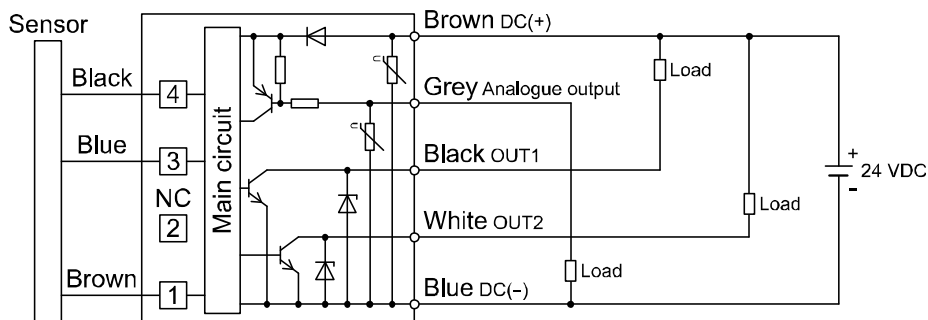 Sensor
Black
Blue
NC
Brown
4
3
2
1
Main circuit
U
U
Brown DC(+)
Grey Analogue output
Black OUT1
White OUT2
Blue DC(-)
Load
Load
Load
+
24 VDC
-